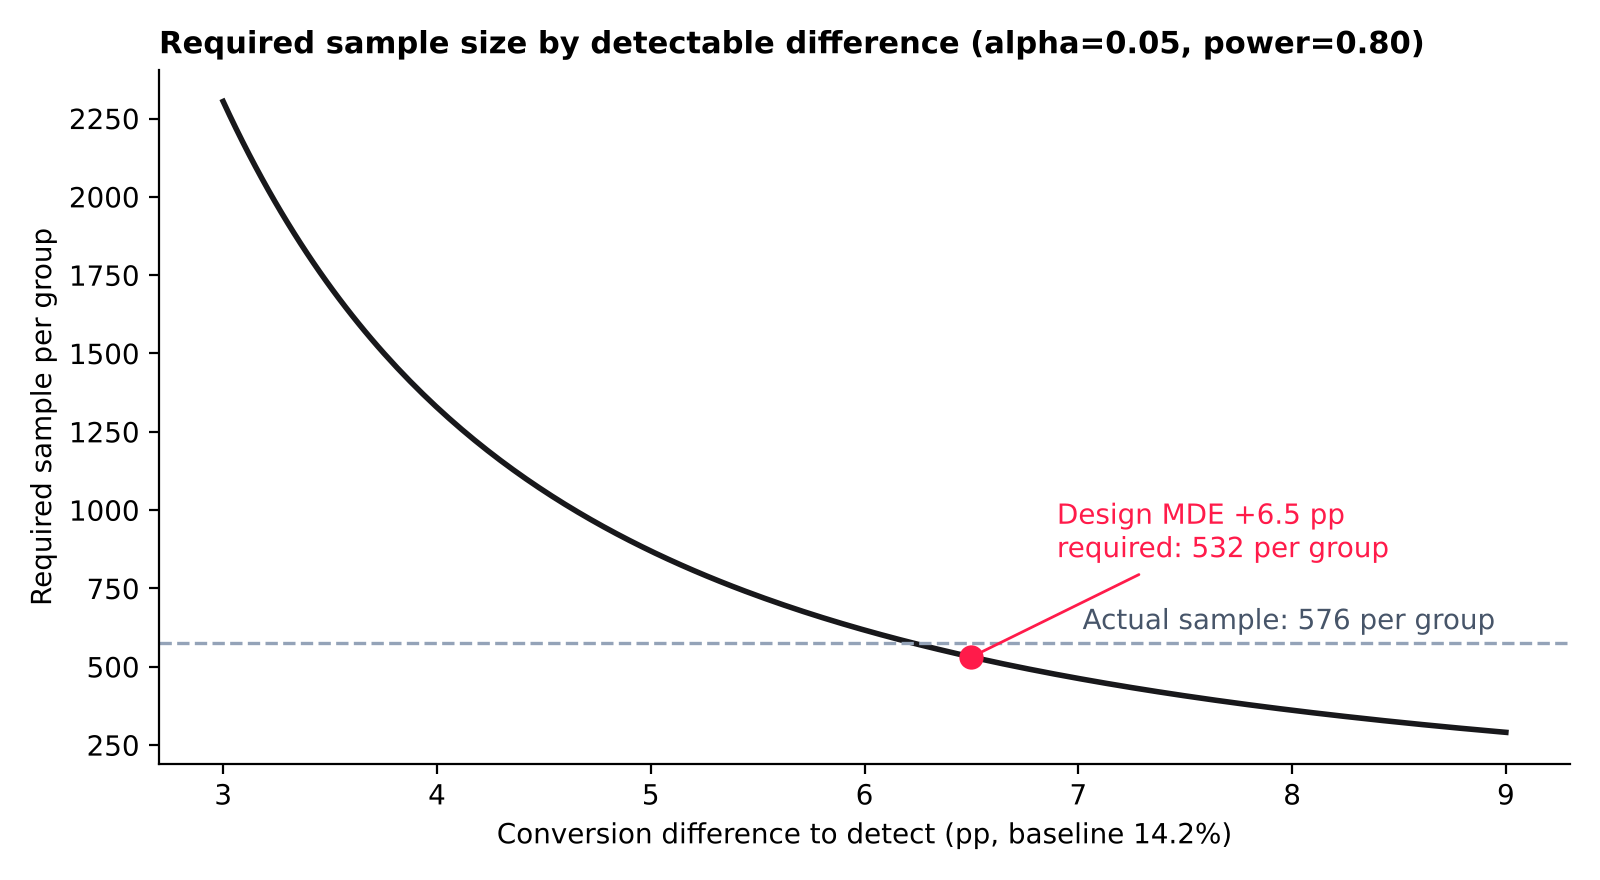 Required sample size by detectable difference (alpha=0.05, power=0.80)
Required sample per group
2250
2000
1750
1500
1250
1000
750
500
250
Design MDE +6.5 pp
required: 532 per group
Actual sample: 576 per group
3 4 5 6 7 8 9
Conversion difference to detect (pp, baseline 14.2%)